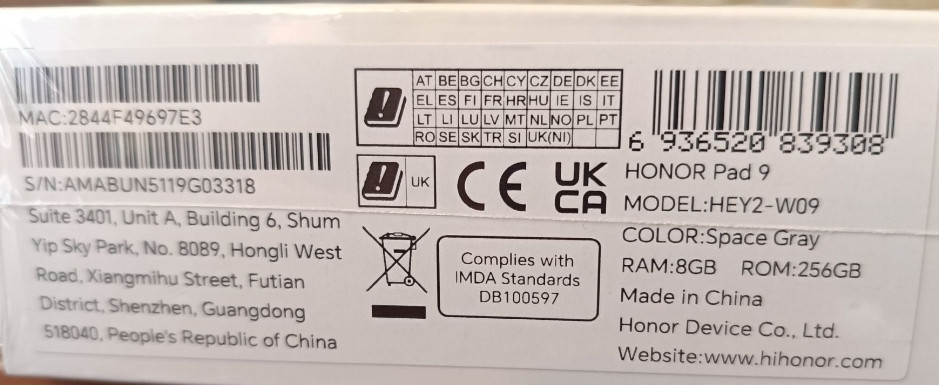 MAC:2844F49697E3
S/N:AMABUN5119G03318
Suite 3401, Unit A, Building 6, Shum
Yip Sky Park, No. 8089, Hongli West
Road, Xiangmihu Street, Futian
District, Shenzhen, Guangdong
518040, People's Republic of China
AT BE BG CH CY CZ DE DK EE
EL ES FI FR HR HU IE IS IT
LT LI LU LV MT NL NO PL PT
RO SE SK TR SI UK(NI)
UK
CE
UK
CA
Complies with
IMDA Standards
DB100597
6 936520 839308
HONOR Pad 9
MODEL:HEY2-W09
COLOR:Space Gray
RAM:8GB ROM:256GB
Made in China
Honor Device Co., Ltd.
Website:www.hihonor.com